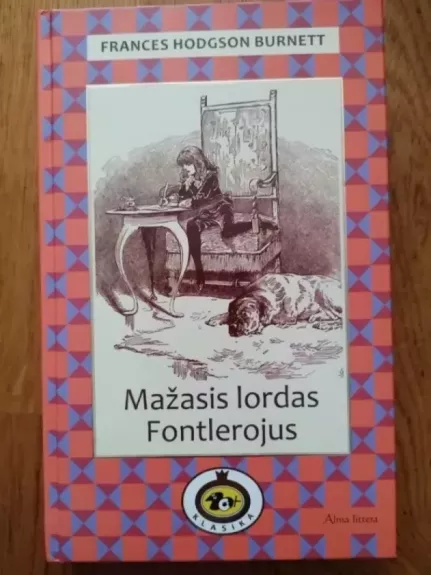 FRANCES HODGSON BURNETT
Mažasis lordas
Fontlerojus
KLASIKA
Alma littera